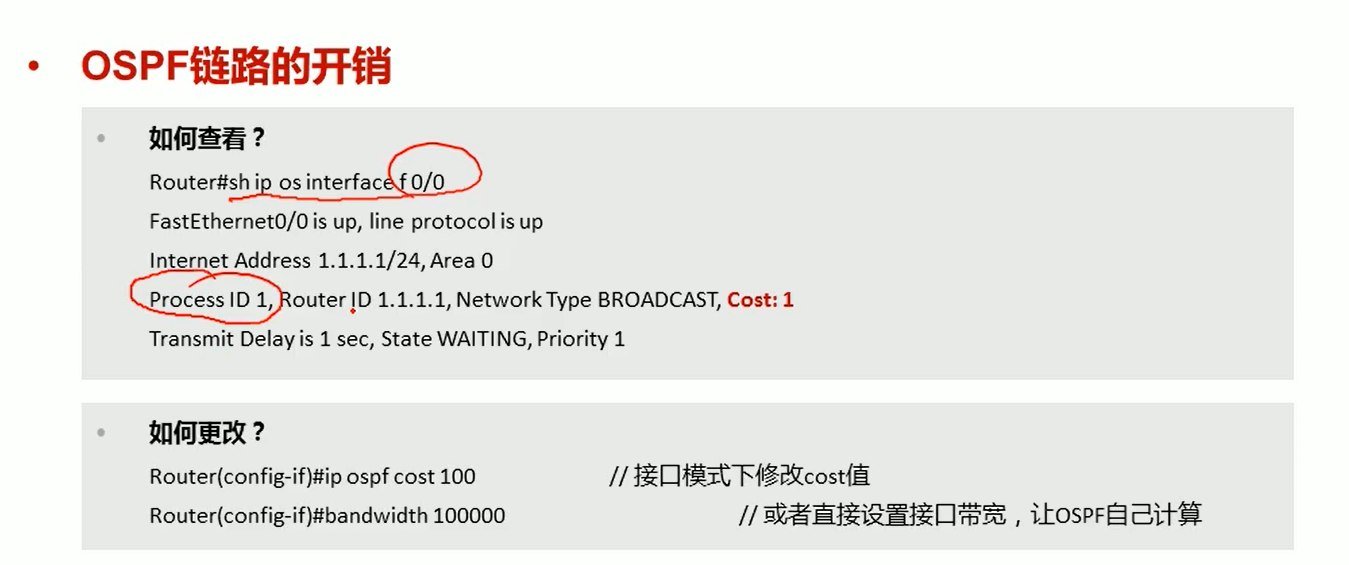 OSPF链路的开销
如何查看？
Router#sh ip os interface f 0/0
FastEthernet0/0 is up, line protocol is up
Internet Address 1.1.1.1/24, Area 0
Process ID 1, Router ID 1.1.1.1, Network Type BROADCAST, Cost: 1
Transmit Delay is 1 sec, State WAITING, Priority 1
如何更改？
Router(config-if)#ip ospf cost 100 // 接口模式下修改cost值
Router(config-if)#bandwidth 100000 // 或者直接设置接口带宽，让OSPF自己计算